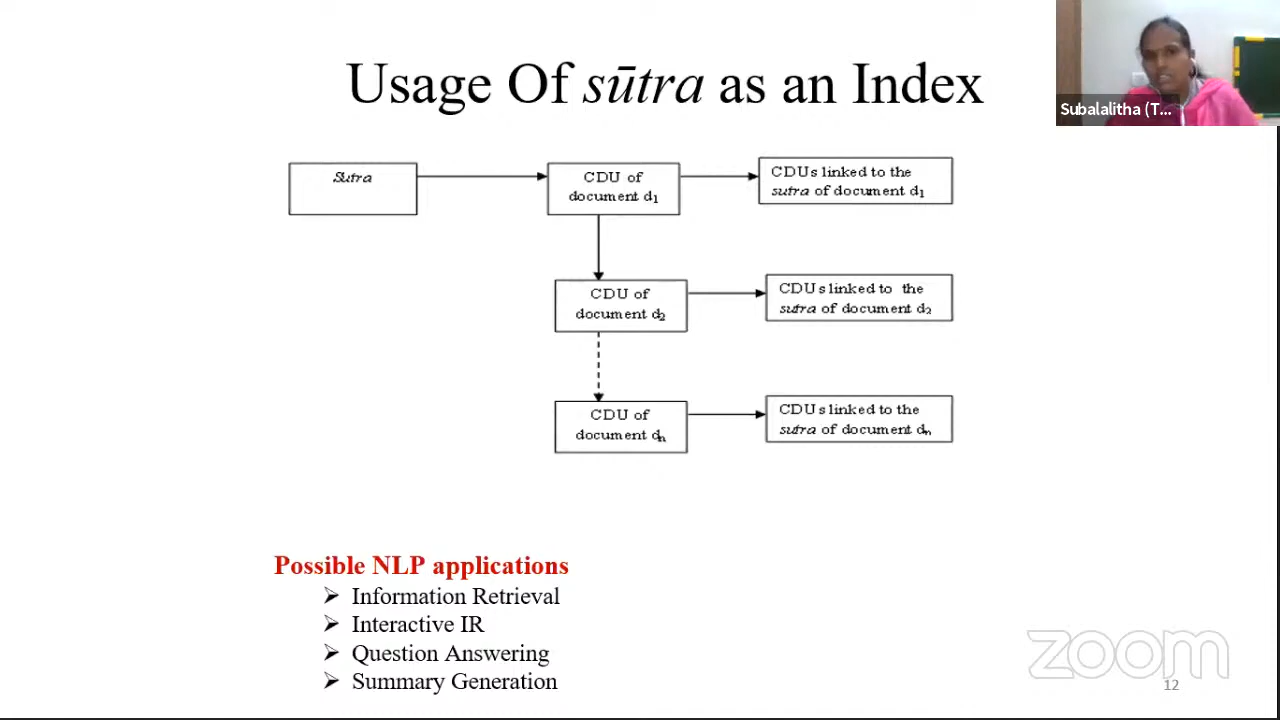 Usage Of sūtra as an Index
Subalalitha (T...
Sutra
CDU of
document d1
CDUs linked to the
sutra of document d1
CDU of
document d2
CDUs linked to the
sutra of document d2
CDU of
document dn
CDUs linked to the
sutra of document dn
Possible NLP applications
➢ Information Retrieval
➢ Interactive IR
➢ Question Answering
➢ Summary Generation
zoom
12